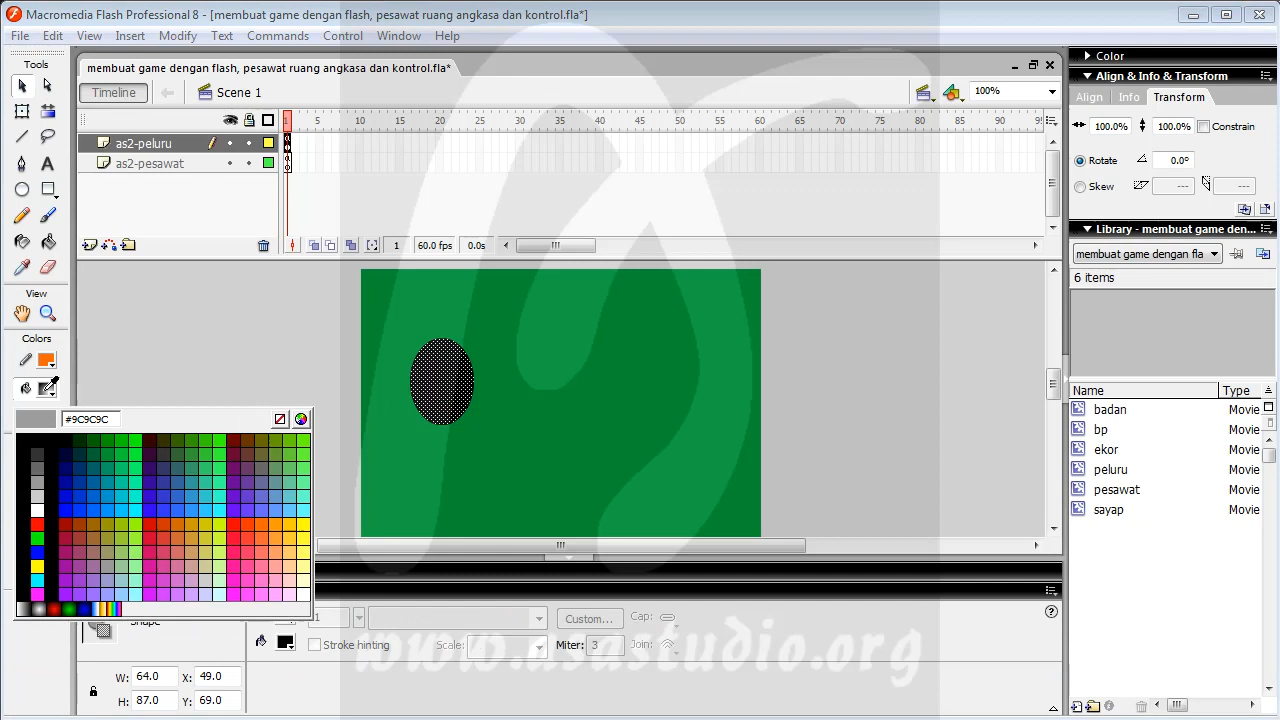 Macromedia Flash Professional 8 - [membuat game dengan flash, pesawat ruang angkasa dan kontrol.fla*]
File Edit View Insert Modify Text Commands Control Window Help
Tools
membuat game dengan flash, pesawat ruang angkasa dan kontrol.fla*
Timeline
Scene 1
100%
1 5 10 15 20 25 30 35 40 45 50 55 60 65 70 75 80 85 90 95
as2-peluru
as2-pesawat
1 60.0 fps 0.0s
View
Colors
#9C9C9C
Shape
1
Custom...
Cap:
Stroke hinting
Scale:
Miter: 3
Join:
W: 64.0 X: 49.0
H: 87.0 Y: 69.0
Color
Align & Info & Transform
Align Info Transform
100.0% 100.0% Constrain
Rotate 0.0°
Skew --- ---
Library - membuat game den...
membuat game dengan fla
6 items
Name Type
badan Movie
bp Movie
ekor Movie
peluru Movie
pesawat Movie
sayap Movie
www.asastudio.org